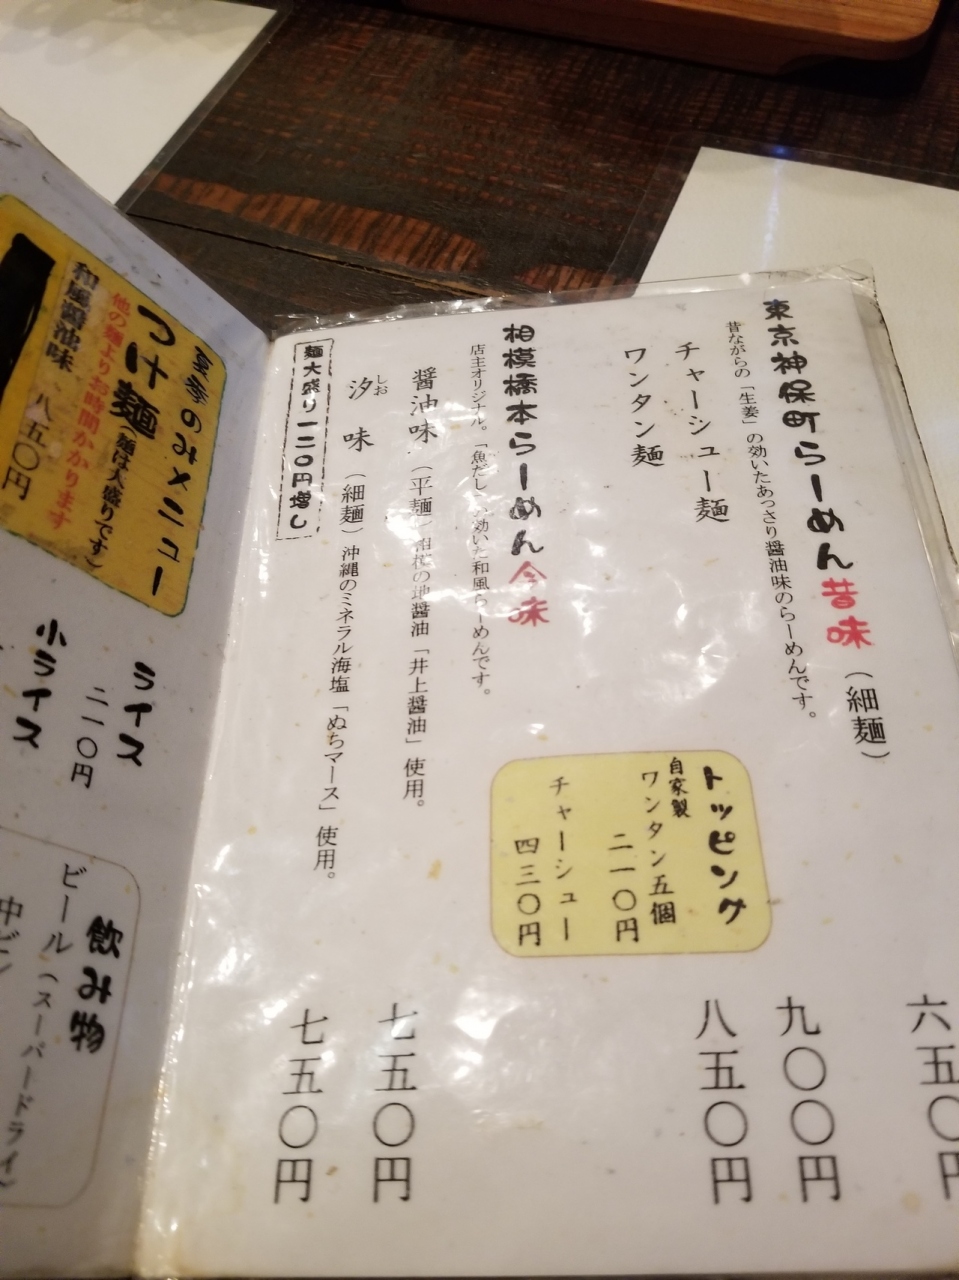 東京神保町らーめん昔味（細麺）
六五〇円
昔ながらの「生姜」の効いたあっさり醤油味のらーめんです。
チャーシュー麺
九〇〇円
ワンタン麺
八五〇円
トッピング
自家製
ワンタン五個
二一〇円
チャーシュー
四三〇円
相模橋本らーめん今味
店主オリジナル。「魚だし」の効いた和風らーめんです。
醤油味（平麺）相模の地醤油「井上醤油」使用。
七五〇円
しお
汐味（細麺）沖縄のミネラル海塩「ぬちマース」使用。
七五〇円
麺大盛り一二〇円増し
夏季のみメニュー
つけ麺（麺は大盛りです）
他の麺よりお時間かかります
和風醤油味 八五〇円
ライス
二一〇円
小ライス
飲み物
ビール（スーパードライ）
中ビン